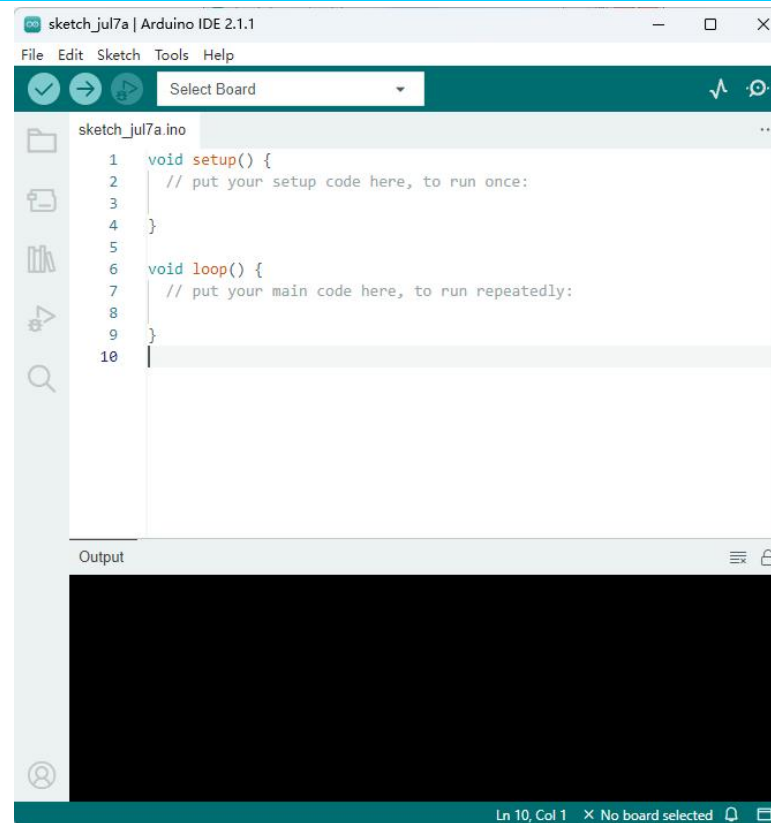 sketch_jul7a | Arduino IDE 2.1.1
File Edit Sketch Tools Help
Select Board
sketch_jul7a.ino
1 void setup() {
2 // put your setup code here, to run once:
3
4 }
5
6 void loop() {
7 // put your main code here, to run repeatedly:
8
9 }
10
Output
Ln 10, Col 1 × No board selected